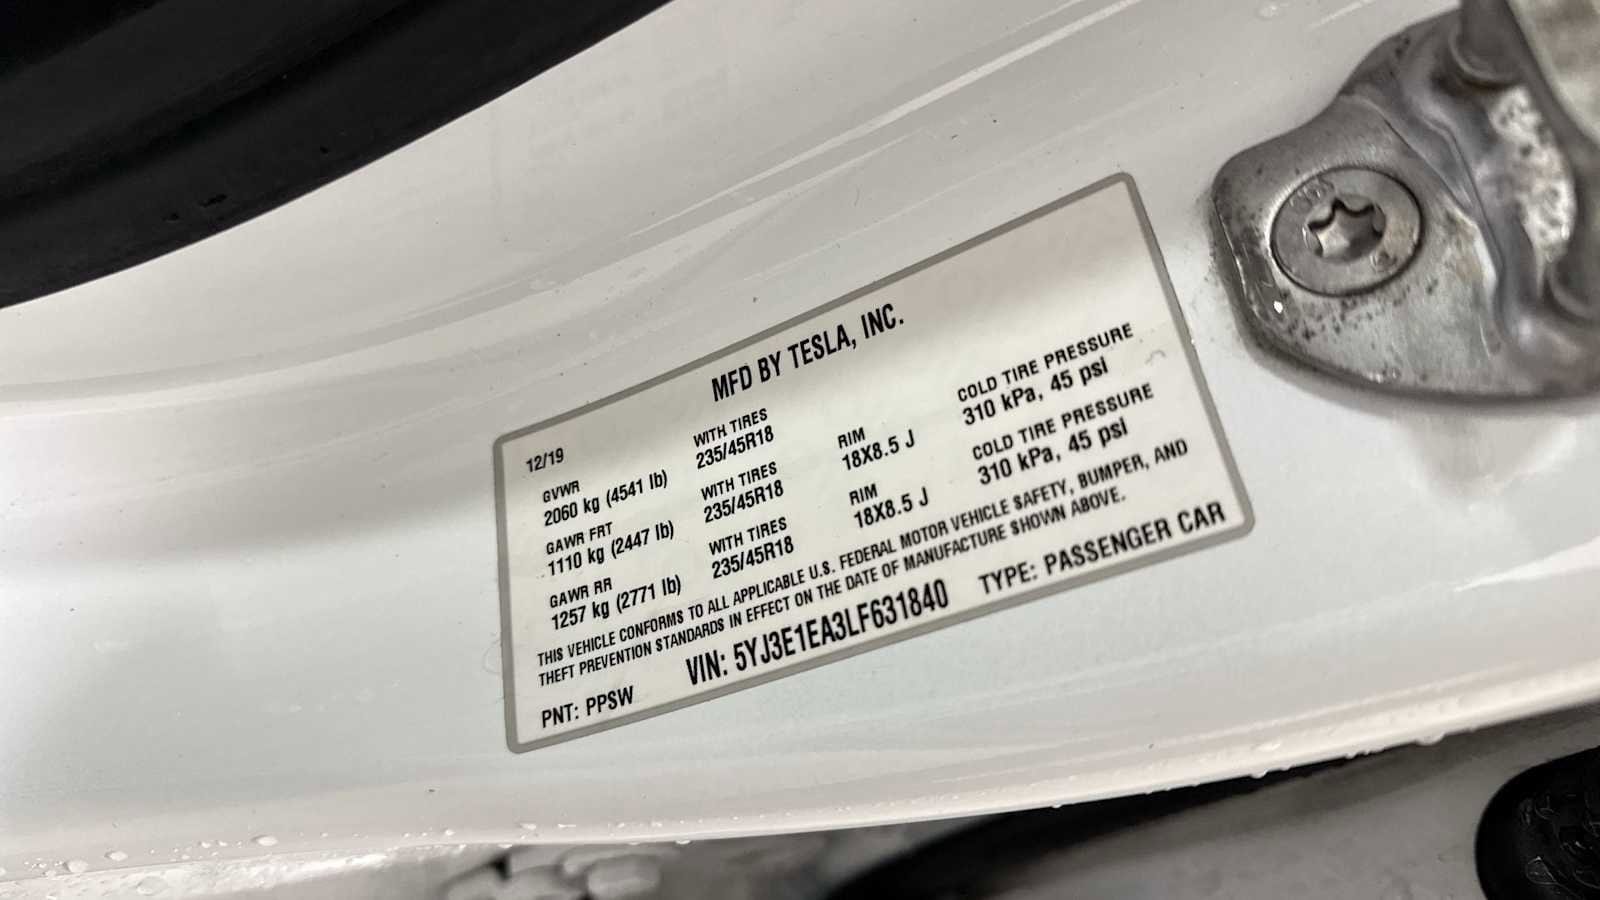 MFD BY TESLA, INC.
12/19
GVWR
2060 kg (4541 lb)
WITH TIRES
235/45R18
RIM
18X8.5 J
COLD TIRE PRESSURE
310 kPa, 45 psi
GAWR FRT
1110 kg (2447 lb)
WITH TIRES
235/45R18
RIM
18X8.5 J
COLD TIRE PRESSURE
310 kPa, 45 psi
GAWR RR
1257 kg (2771 lb)
WITH TIRES
235/45R18
THIS VEHICLE CONFORMS TO ALL APPLICABLE U.S. FEDERAL MOTOR VEHICLE SAFETY, BUMPER, AND
THEFT PREVENTION STANDARDS IN EFFECT ON THE DATE OF MANUFACTURE SHOWN ABOVE.
PNT: PPSW
VIN: 5YJ3E1EA3LF631840
TYPE: PASSENGER CAR